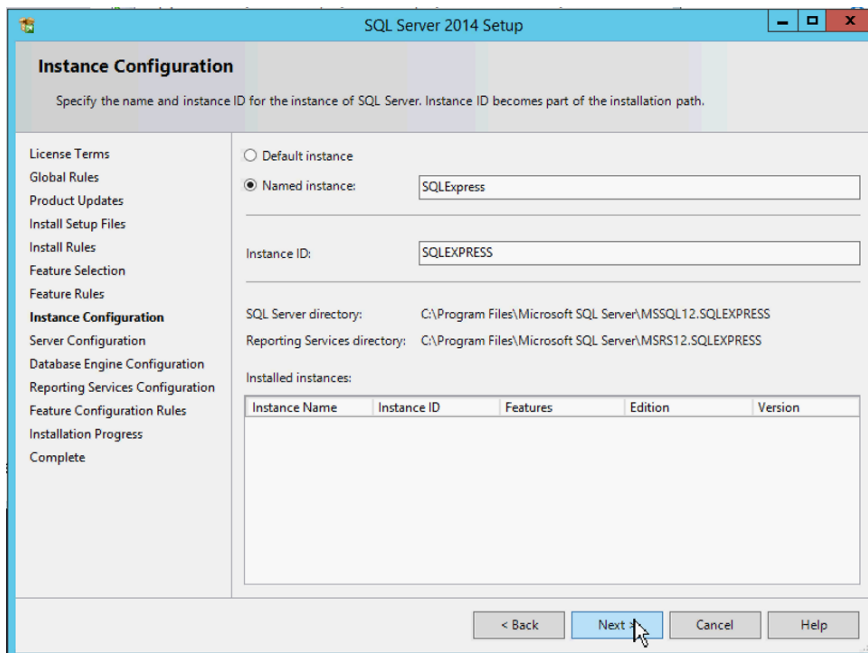 SQL Server 2014 Setup
Instance Configuration
Specify the name and instance ID for the instance of SQL Server. Instance ID becomes part of the installation path.
License Terms
Global Rules
Product Updates
Install Setup Files
Install Rules
Feature Selection
Feature Rules
Instance Configuration
Server Configuration
Database Engine Configuration
Reporting Services Configuration
Feature Configuration Rules
Installation Progress
Complete
Default instance
Named instance: SQLExpress
Instance ID: SQLEXPRESS
SQL Server directory: C:\Program Files\Microsoft SQL Server\MSSQL12.SQLEXPRESS
Reporting Services directory: C:\Program Files\Microsoft SQL Server\MSRS12.SQLEXPRESS
Installed instances:
Instance Name Instance ID Features Edition Version
< Back Next > Cancel Help